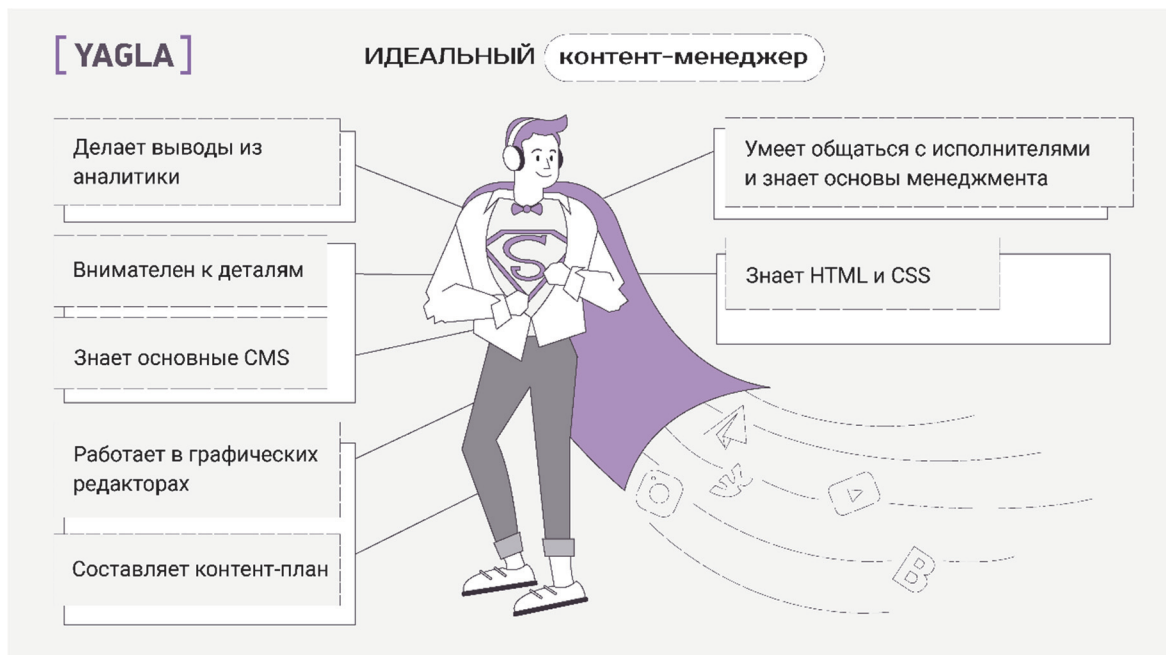 [ YAGLA ]
ИДЕАЛЬНЫЙ контент-менеджер
Делает выводы из
аналитики
Внимателен к деталям
Знает основные CMS
Работает в графических
редакторах
Составляет контент-план
Умеет общаться с исполнителями
и знает основы менеджмента
Знает HTML и CSS
S
B